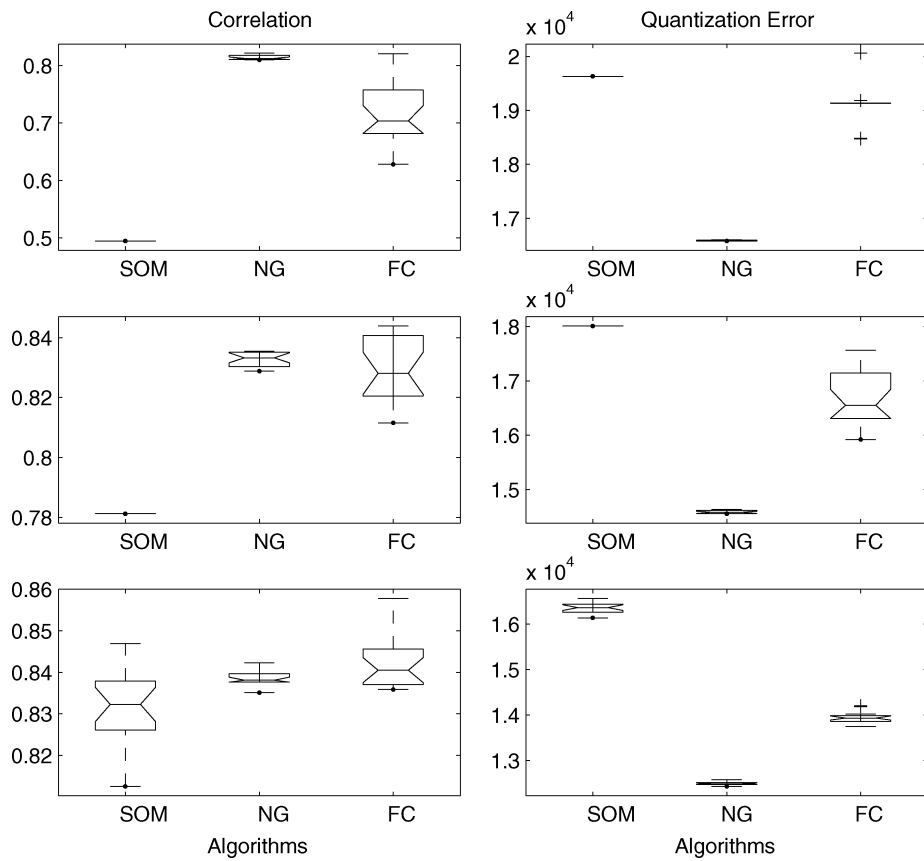 Correlation
0.8
0.7
0.6
0.5
SOM NG FC
Quantization Error
x 10^4
2
1.9
1.8
1.7
SOM NG FC
0.84
0.82
0.8
0.78
SOM NG FC
x 10^4
1.8
1.7
1.6
1.5
SOM NG FC
0.86
0.85
0.84
0.83
0.82
SOM NG FC
Algorithms
x 10^4
1.6
1.5
1.4
1.3
SOM NG FC
Algorithms